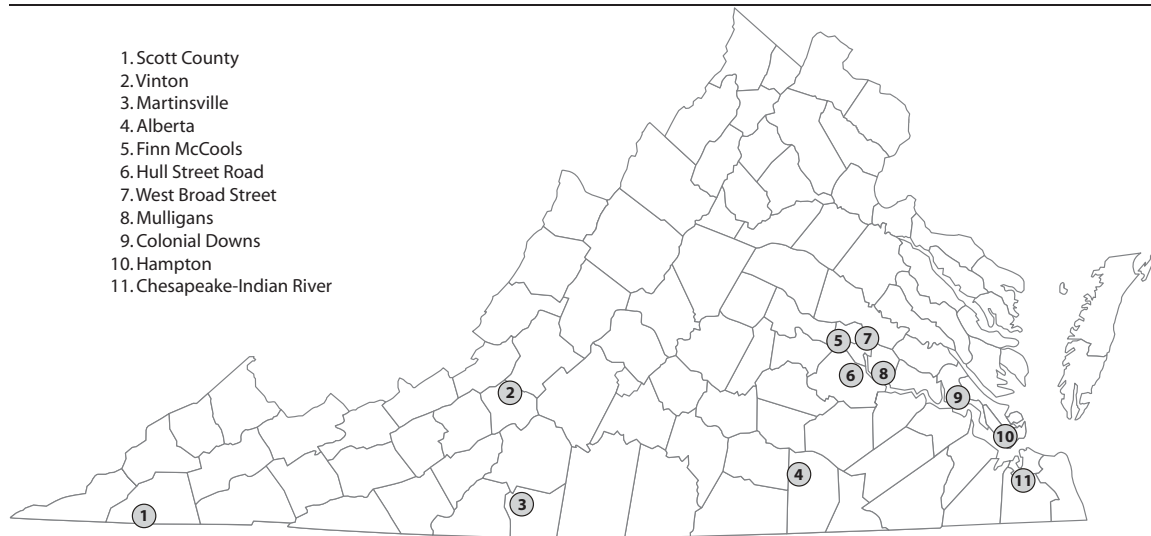 1. Scott County
2. Vinton
3. Martinsville
4. Alberta
5. Finn McCools
6. Hull Street Road
7. West Broad Street
8. Mulligans
9. Colonial Downs
10. Hampton
11. Chesapeake-Indian River
5
7
6
8
2
9
10
4
11
3
1